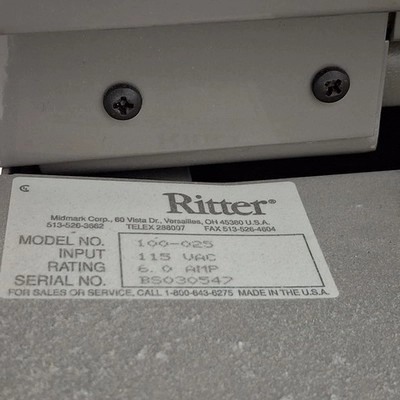 Ritter®
Midmark Corp., 60 Vista Dr., Versailles, OH 45380 U.S.A.
513-526-3662 TELEX 288007 FAX 513-526-4604
MODEL NO. 100-025
INPUT 115 VAC
RATING 6.0 AMP
SERIAL NO. BS030547
FOR SALES OR SERVICE, CALL 1-800-643-6275 MADE IN THE U.S.A.